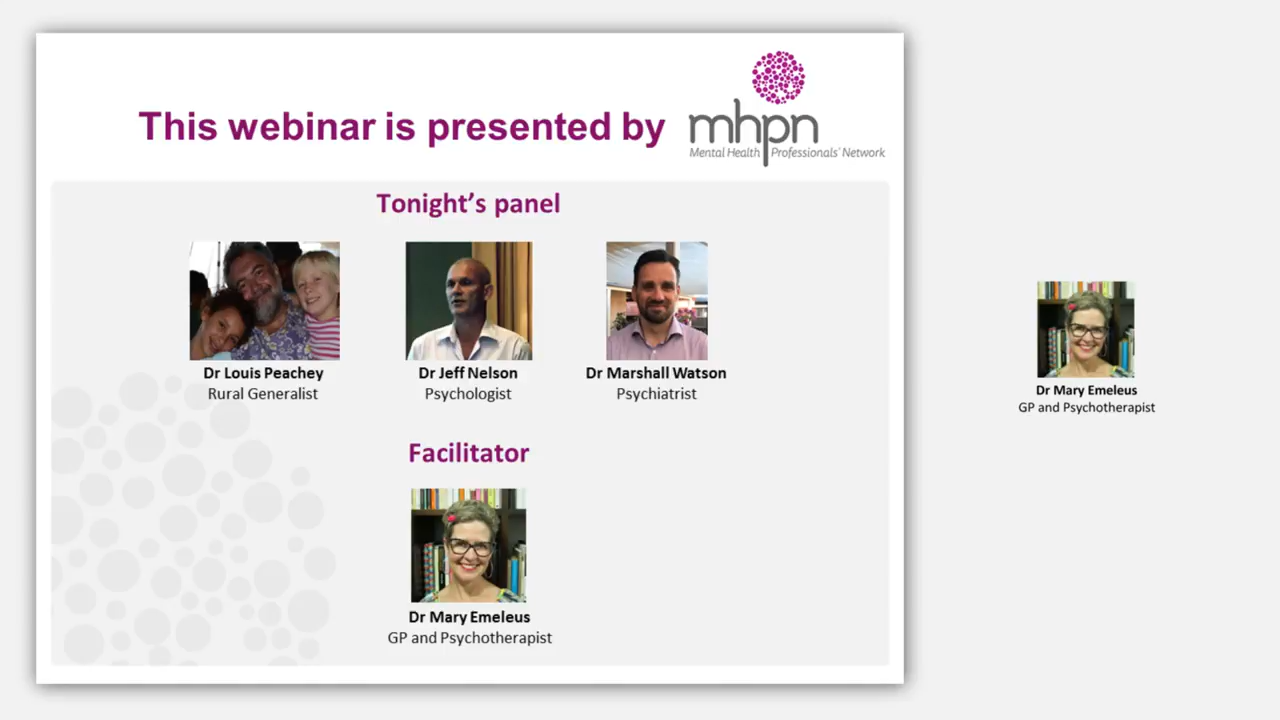 This webinar is presented by
mhpn
Mental Health Professionals' Network
Tonight's panel
Dr Louis Peachey
Rural Generalist
Dr Jeff Nelson
Psychologist
Dr Marshall Watson
Psychiatrist
Facilitator
Dr Mary Emeleus
GP and Psychotherapist
Dr Mary Emeleus
GP and Psychotherapist